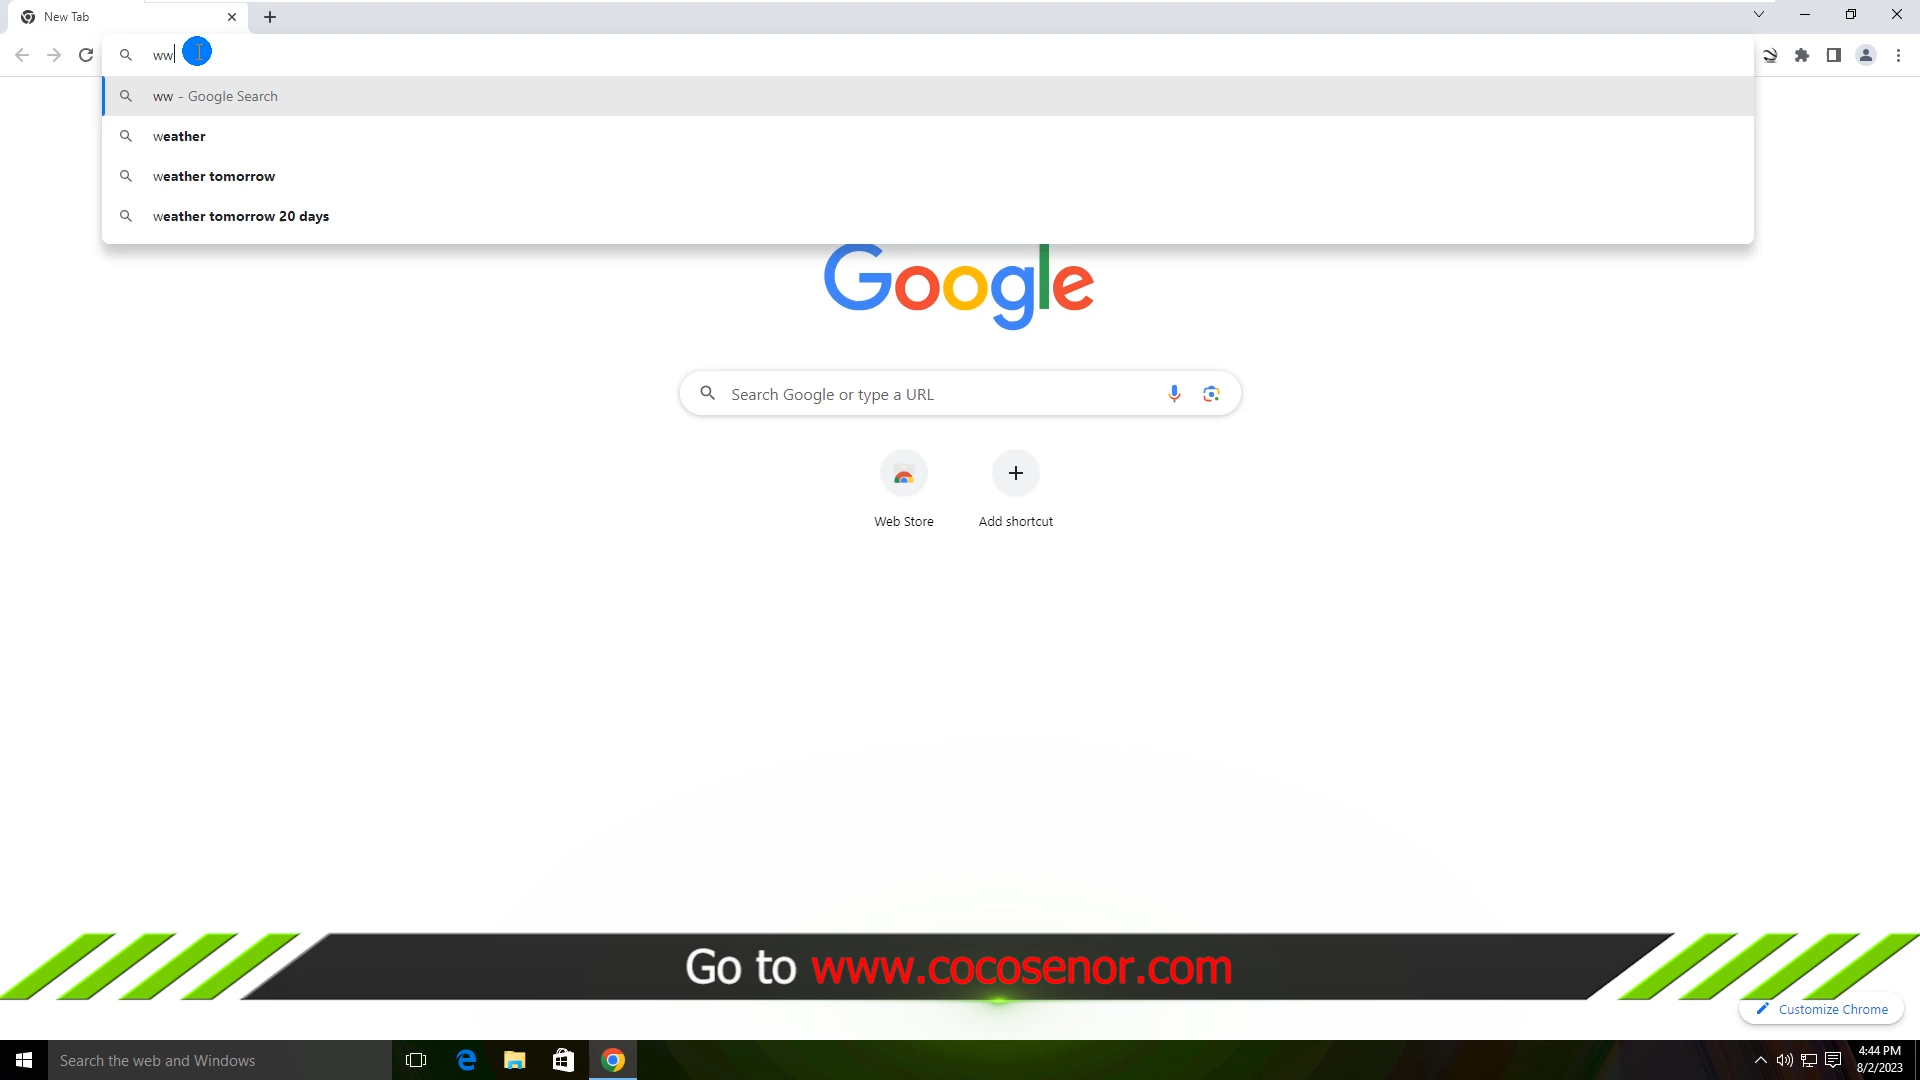 New Tab
ww
ww - Google Search
weather
weather tomorrow
weather tomorrow 20 days
Google
Search Google or type a URL
Web Store
Add shortcut
Go to www.cocosenor.com
Customize Chrome
Search the web and Windows
4:44 PM
8/2/2023